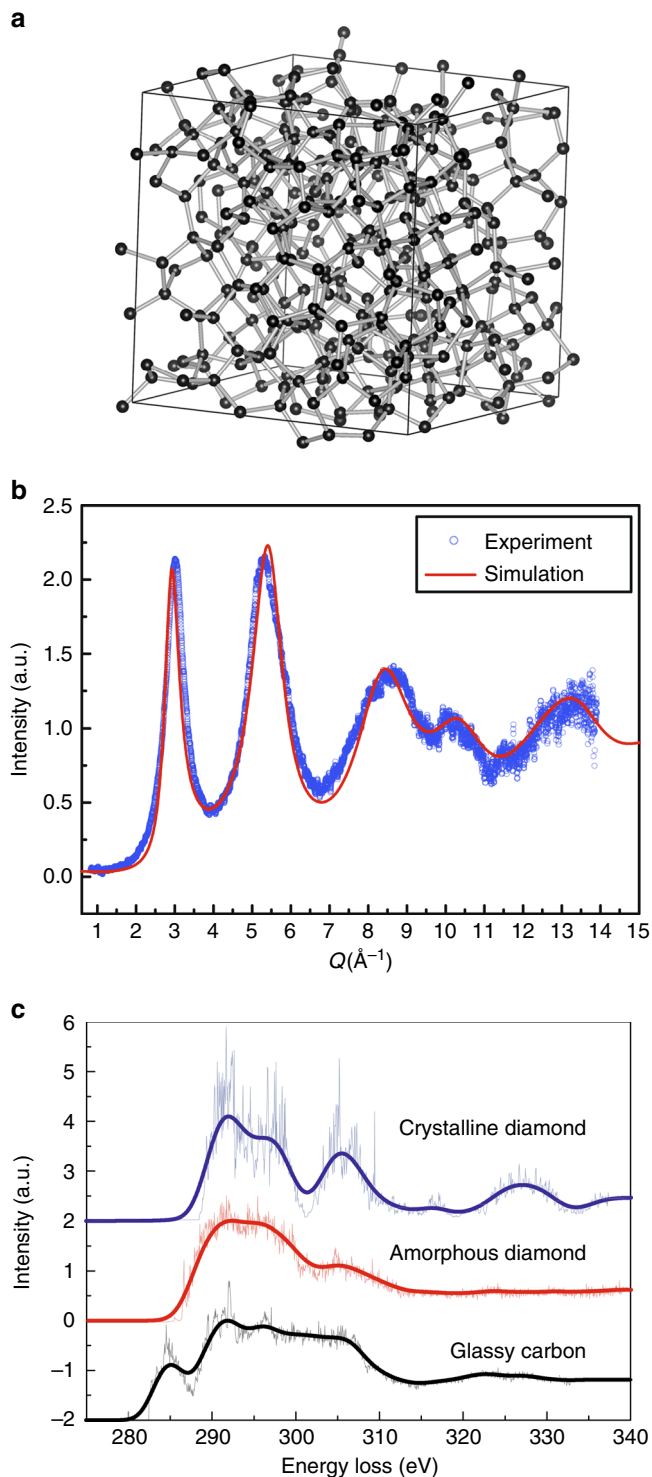 a
b
2.5
2.0
1.5
1.0
0.5
0.0
Intensity (a.u.)
Experiment
Simulation
1 2 3 4 5 6 7 8 9 10 11 12 13 14 15
Q(Å⁻¹)
c
6
5
4
3
2
1
0
−1
−2
Intensity (a.u.)
Crystalline diamond
Amorphous diamond
Glassy carbon
280 290 300 310 320 330 340
Energy loss (eV)